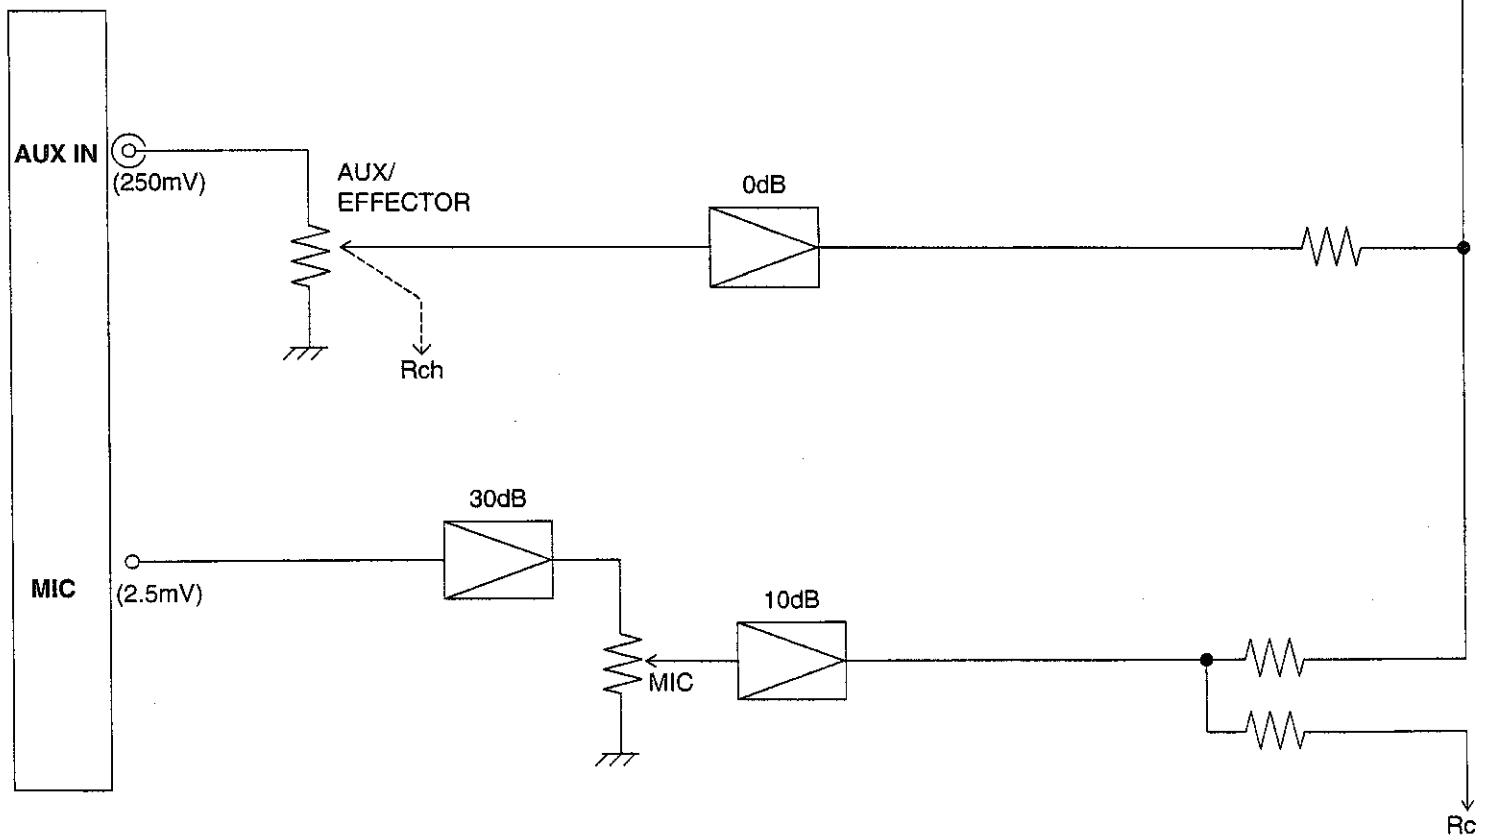 AUX IN
(250mV)
AUX/
EFFECTOR
0dB
Rch
30dB
MIC
(2.5mV)
10dB
MIC
Rc